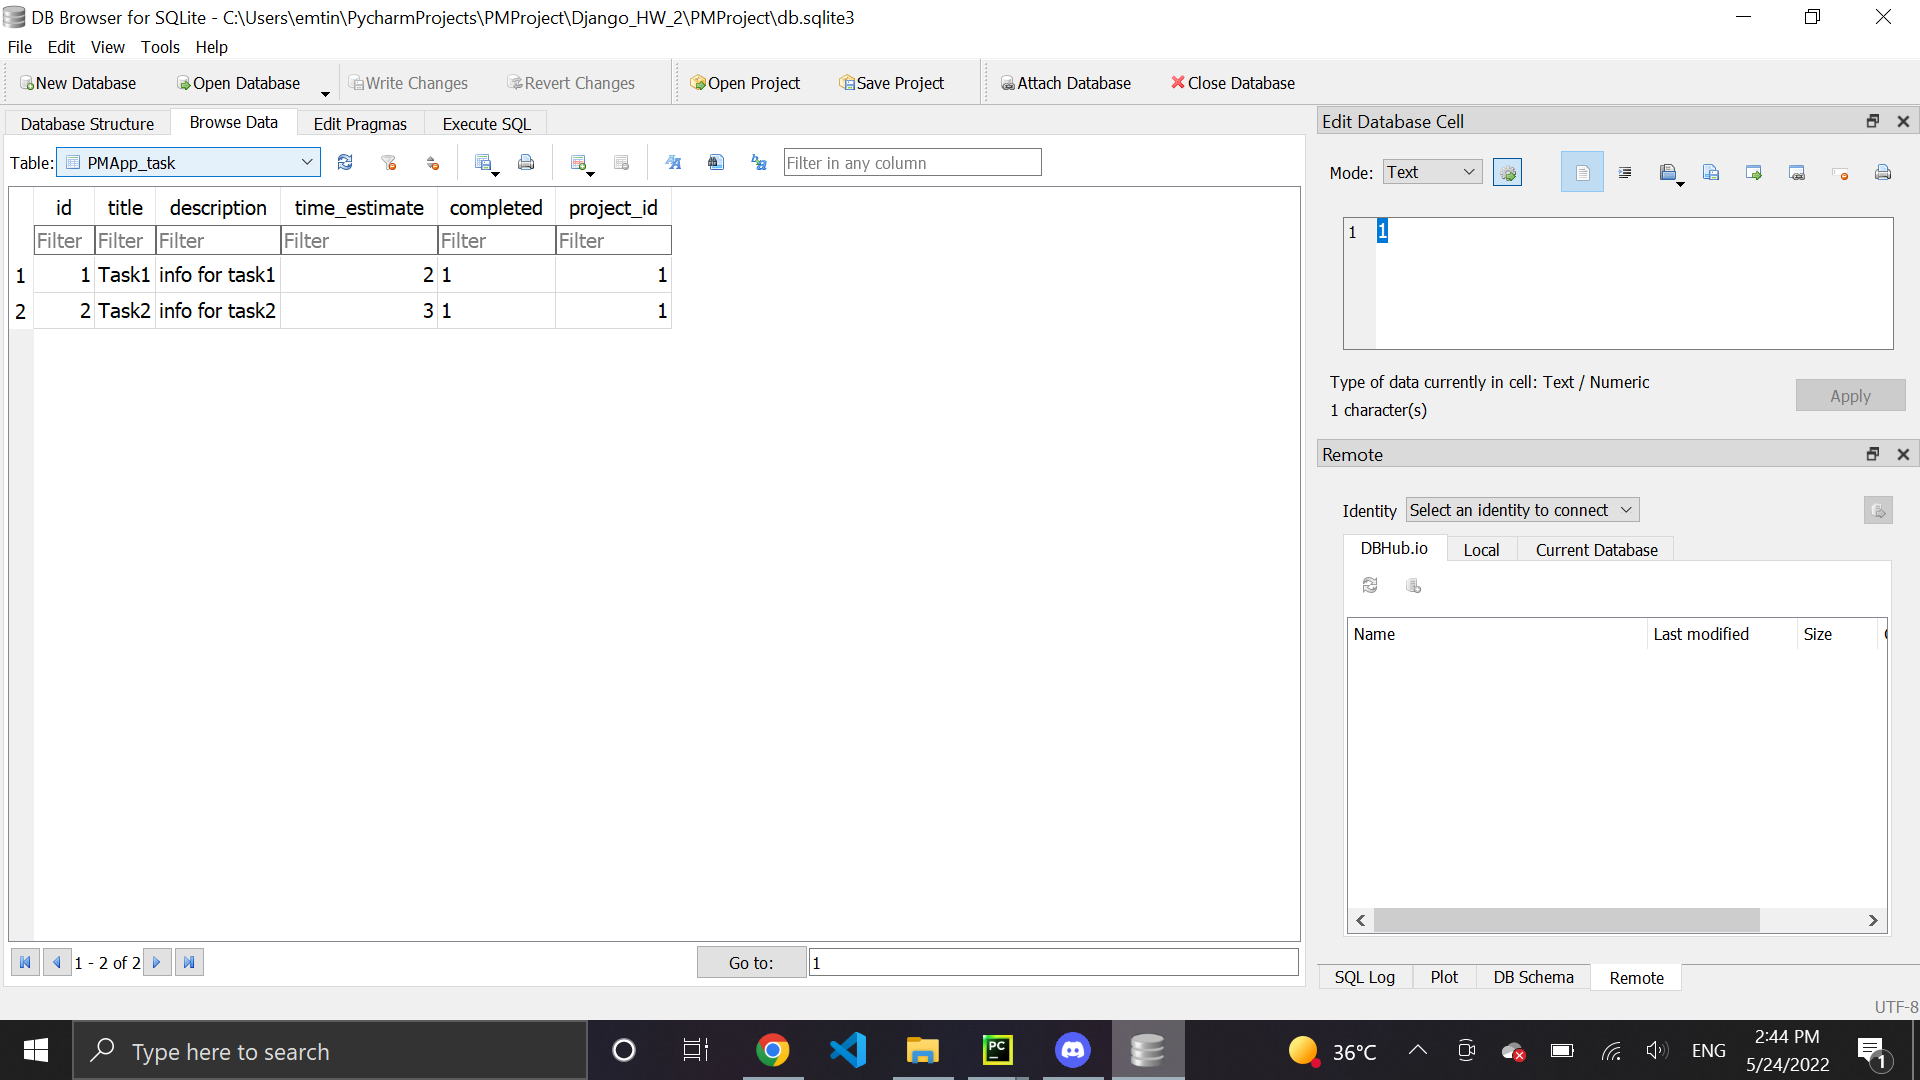 DB Browser for SQLite - C:\Users\emtin\PycharmProjects\PMProject\Django_HW_2\PMProject\db.sqlite3
File Edit View Tools Help
New Database Open Database Write Changes Revert Changes Open Project Save Project Attach Database Close Database
Database Structure Browse Data Edit Pragmas Execute SQL
Table: PMApp_task Filter in any column
id title description time_estimate completed project_id
Filter Filter Filter Filter Filter Filter
1 1 Task1 info for task1 2 1 1
2 2 Task2 info for task2 3 1 1
1 - 2 of 2 Go to: 1
Edit Database Cell
Mode: Text
1 1
Type of data currently in cell: Text / Numeric
1 character(s)
Apply
Remote
Identity Select an identity to connect
DBHub.io Local Current Database
Name Last modified Size
SQL Log Plot DB Schema Remote
UTF-8
Type here to search
PC
36°C
ENG
2:44 PM
5/24/2022
1